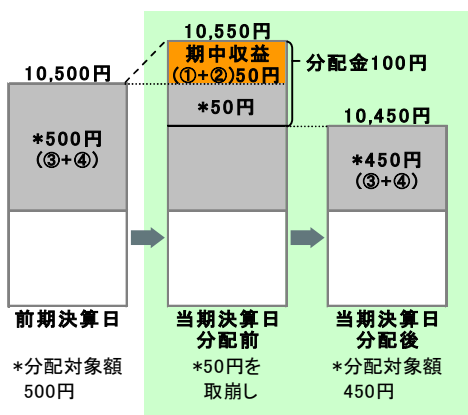 10,550円
期中収益
(①+②)50円
分配金100円
10,500円
*50円
10,450円
*500円
(③+④)
*450円
(③+④)
前期決算日
当期決算日
分配前
当期決算日
分配後
*分配対象額
500円
*50円を
取崩し
*分配対象額
450円